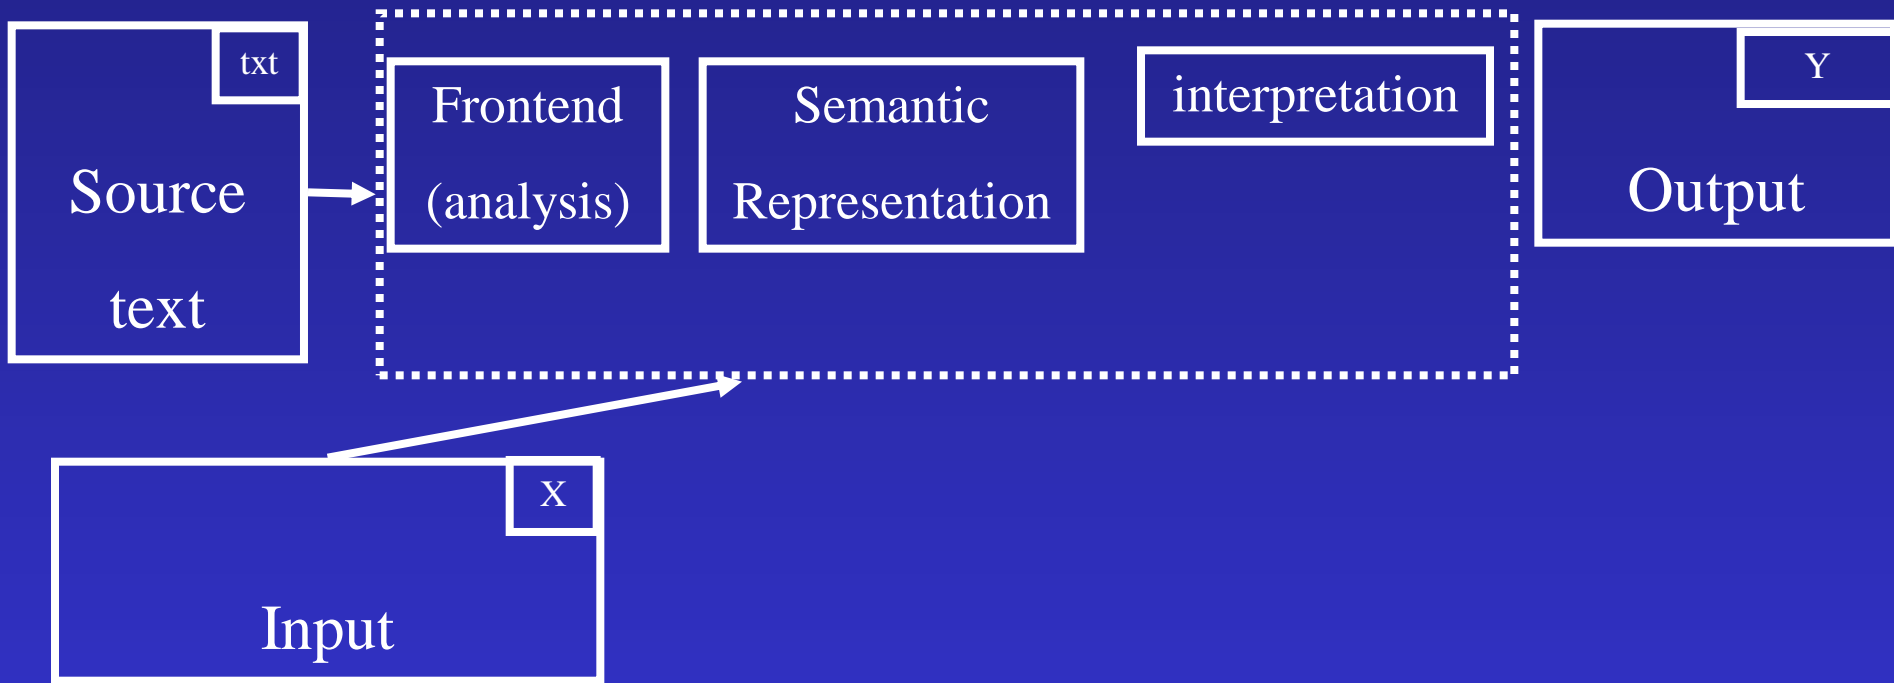 txt
Source
text
Frontend
(analysis)
Semantic
Representation
interpretation
Y
Output
X
Input